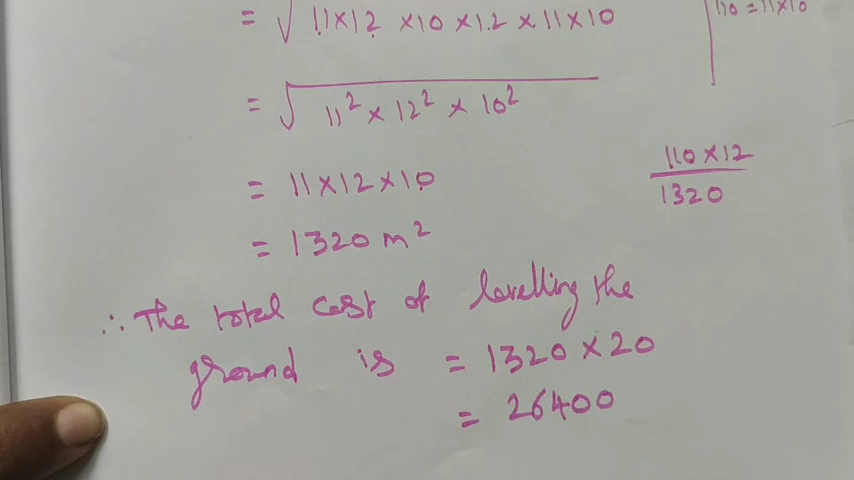 = √11×12×10×12×11×10
110 = 11×10
= √11² × 12² × 10²
= 11×12×10
110×12
1320
= 1320 m²
∴ The total cost of levelling the
ground is = 1320×20
= 26400